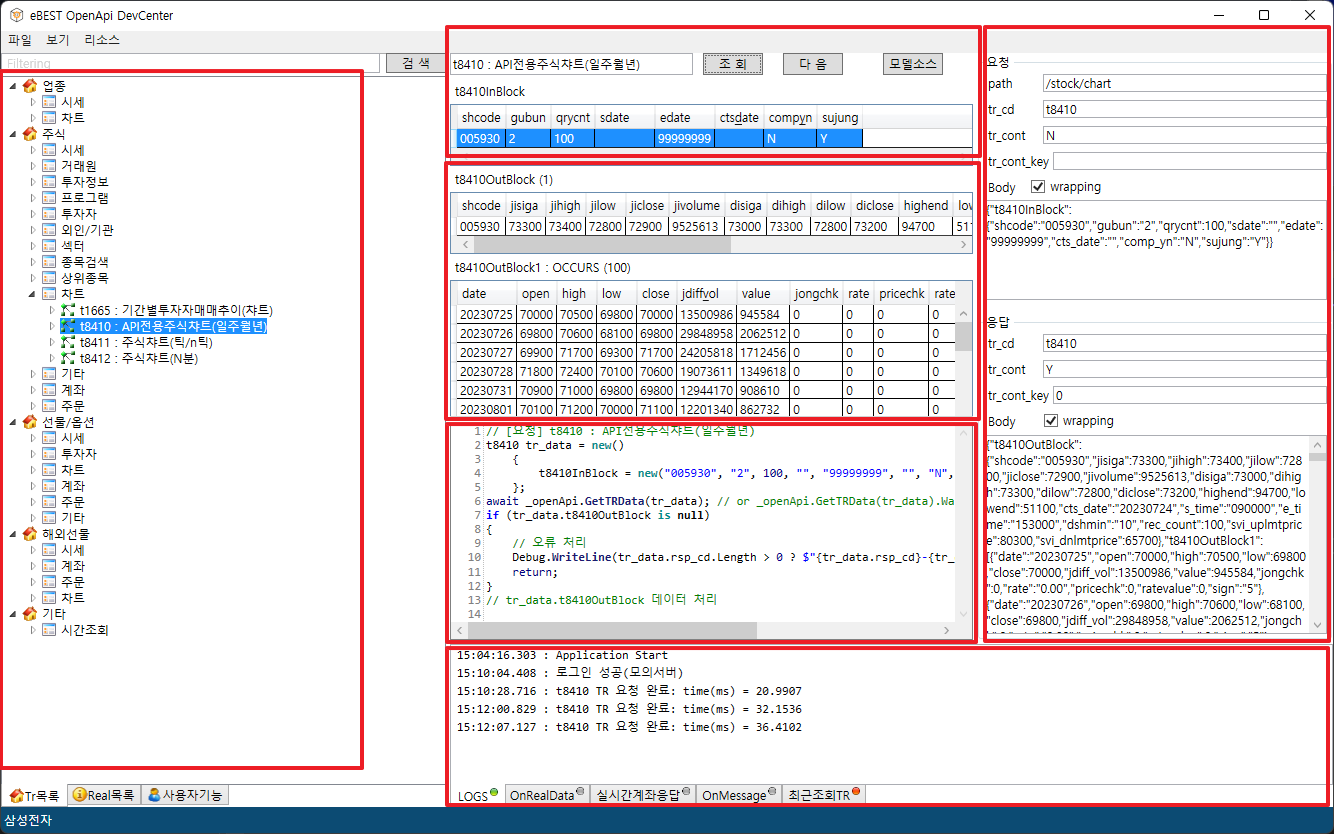 eBEST OpenApi DevCenter
파일 보기 리소스
Filtering
검 색
업종
시세
차트
주식
시세
거래원
투자정보
프로그램
투자자
외인/기관
섹터
종목검색
상위종목
차트
t1665 : 기간별투자자매매추이(챠트)
t8410 : API전용주식챠트(일주월년)
t8411 : 주식챠트(틱/n틱)
t8412 : 주식챠트(N분)
기타
계좌
주문
선물/옵션
시세
투자자
차트
계좌
주문
기타
해외선물
시세
계좌
주문
차트
기타
시간조회
Tr목록 Real목록 사용자기능
t8410 : API전용주식챠트(일주월년) 조 회 다 음 모델소스
t8410InBlock
shcode gubun qrycnt sdate edate ctsdate compyn sujung
005930 2 100 99999999 N Y
t8410OutBlock (1)
shcode jisiga jihigh jilow jiclose jivolume disiga dihigh dilow diclose highend lov
005930 73300 73400 72800 72900 9525613 73000 73300 72800 73200 94700 511
t8410OutBlock1 : OCCURS (100)
date open high low close jdiffvol value jongchk rate pricechk rate
20230725 70000 70500 69800 70000 13500986 945584 0 0 0 0
20230726 69800 70600 68100 69800 29848958 2062512 0 0 0 0
20230727 69900 71700 69300 71700 24205818 1712456 0 0 0 0
20230728 71800 72400 70100 70600 19073611 1349618 0 0 0 0
20230731 70900 71000 69800 69800 12944170 908610 0 0 0 0
20230801 70100 71200 70000 71100 12201340 862732 0 0 0 0
1 // [요청] t8410 : API전용주식챠트(일주월년)
2 t8410 tr_data = new()
3 {
4 t8410InBlock = new("005930", "2", 100, "", "99999999", "", "N",
5 };
6 await _openApi.GetTRData(tr_data); // or _openApi.GetTRData(tr_data).Wa
7 if (tr_data.t8410OutBlock is null)
8 {
9 // 오류 처리
10 Debug.WriteLine(tr_data.rsp_cd.Length > 0 ? $"{tr_data.rsp_cd}-{tr_
11 return;
12 }
13 // tr_data.t8410OutBlock 데이터 처리
14
15:04:16.303 : Application Start
15:10:04.408 : 로그인 성공(모의서버)
15:10:28.716 : t8410 TR 요청 완료: time(ms) = 20.9907
15:12:00.829 : t8410 TR 요청 완료: time(ms) = 32.1536
15:12:07.127 : t8410 TR 요청 완료: time(ms) = 36.4102
LOGS OnRealData 실시간계좌응답 OnMessage 최근조회TR
요청
path /stock/chart
tr_cd t8410
tr_cont N
tr_cont_key
Body wrapping
{"t8410InBlock":
{"shcode":"005930","gubun":"2","qrycnt":100,"sdate":"","edate":
"99999999","cts_date":"","comp_yn":"N","sujung":"Y"}}
응답
tr_cd t8410
tr_cont Y
tr_cont_key 0
Body wrapping
{"t8410OutBlock":
{"shcode":"005930","jisiga":73300,"jihigh":73400,"jilow":728
00,"jiclose":72900,"jivolume":9525613,"disiga":73000,"dihig
h":73300,"dilow":72800,"diclose":73200,"highend":94700,"lo
wend":51100,"cts_date":"20230724","s_time":"090000","e_ti
me":"153000","dshmin":"10","rec_count":100,"svi_uplmtpric
e":80300,"svi_dnlmtprice":65700},"t8410OutBlock1":
[{"date":"20230725","open":70000,"high":70500,"low":69800
,"close":70000,"jdiff_vol":13500986,"value":945584,"jongchk
":0,"rate":"0.00","pricechk":0,"ratevalue":0,"sign":"5"},
{"date":"20230726","open":69800,"high":70600,"low":68100,
"close":69800,"jdiff_vol":29848958,"value":2062512,"jongch
삼성전자